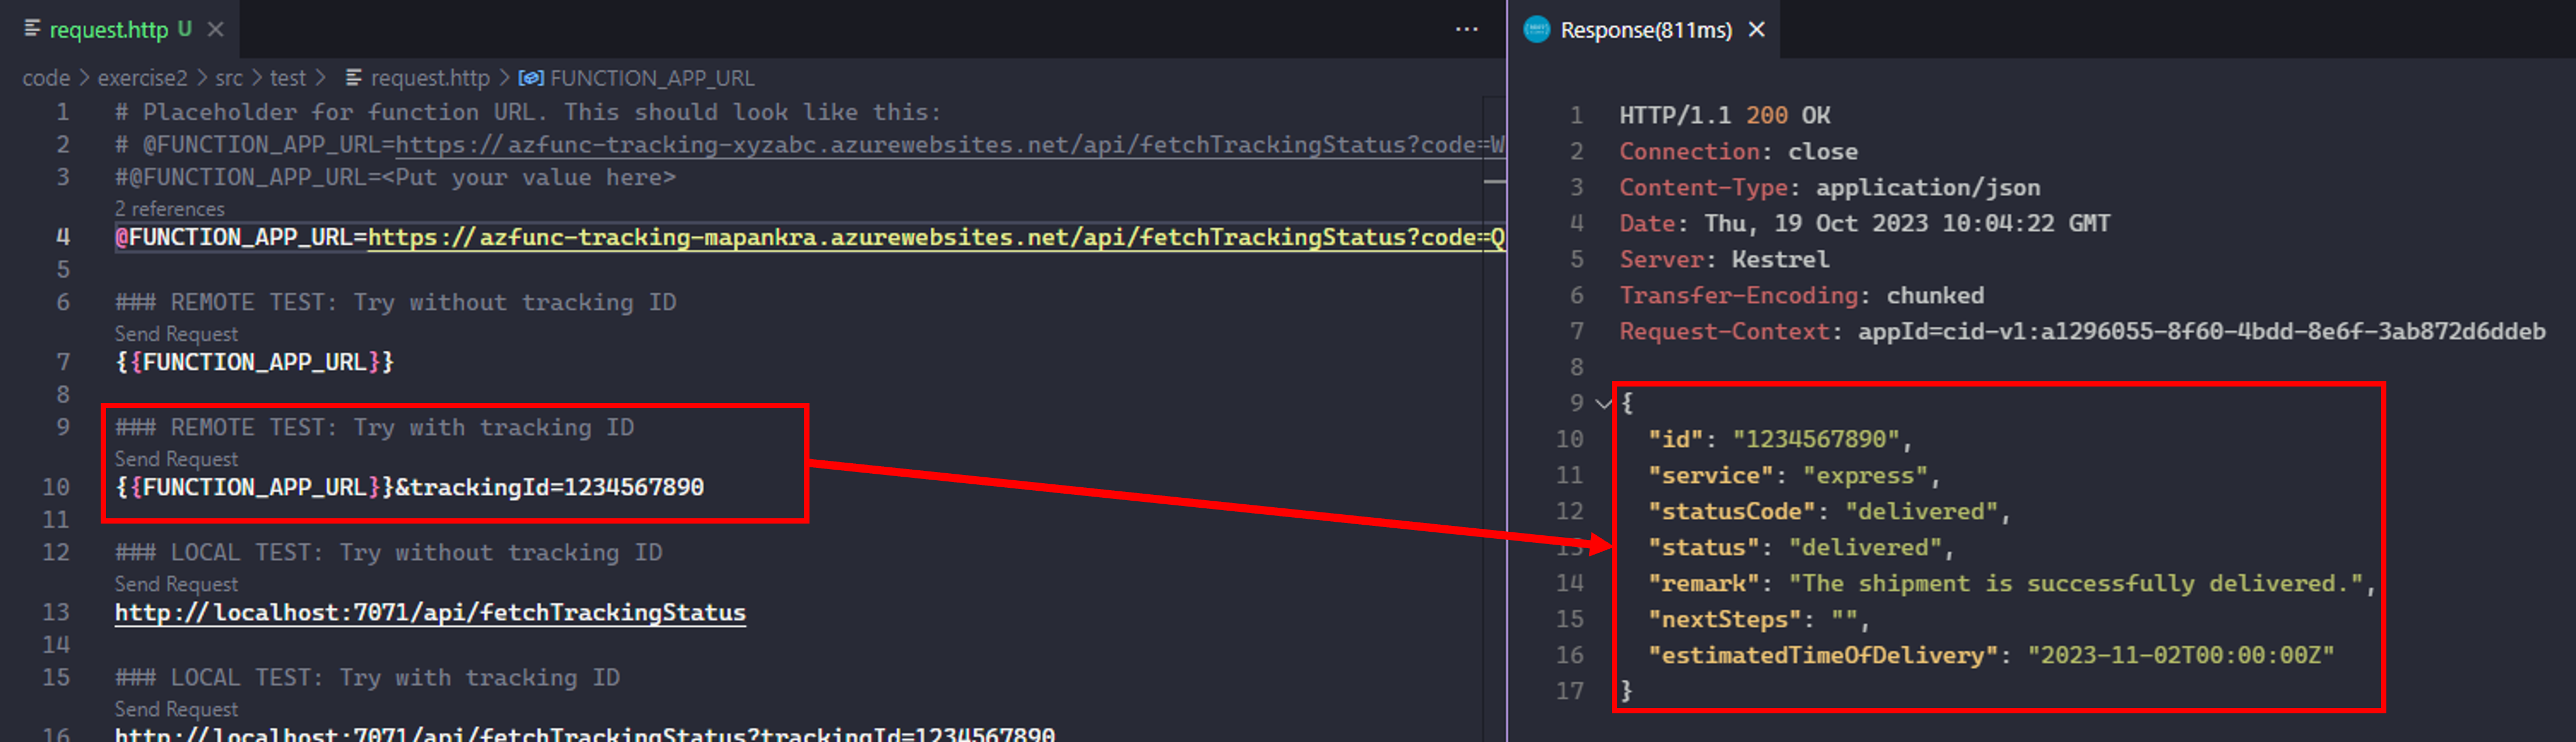 request.http U
code > exercise2 > src > test > request.http > FUNCTION_APP_URL
1 # Placeholder for function URL. This should look like this:
2 # @FUNCTION_APP_URL=https://azfunc-tracking-xyzabc.azurewebsites.net/api/fetchTrackingStatus?code=W
3 #@FUNCTION_APP_URL=<Put your value here>
2 references
4 @FUNCTION_APP_URL=https://azfunc-tracking-mapankra.azurewebsites.net/api/fetchTrackingStatus?code=Q
5
6 ### REMOTE TEST: Try without tracking ID
Send Request
7 {{FUNCTION_APP_URL}}
8
9 ### REMOTE TEST: Try with tracking ID
Send Request
10 {{FUNCTION_APP_URL}}&trackingId=1234567890
11
12 ### LOCAL TEST: Try without tracking ID
Send Request
13 http://localhost:7071/api/fetchTrackingStatus
14
15 ### LOCAL TEST: Try with tracking ID
Send Request
16 http://localhost:7071/api/fetchTrackingStatus?trackingId=1234567890
Response(811ms)
1 HTTP/1.1 200 OK
2 Connection: close
3 Content-Type: application/json
4 Date: Thu, 19 Oct 2023 10:04:22 GMT
5 Server: Kestrel
6 Transfer-Encoding: chunked
7 Request-Context: appId=cid-v1:a1296055-8f60-4bdd-8e6f-3ab872d6ddeb
8
9 {
10 "id": "1234567890",
11 "service": "express",
12 "statusCode": "delivered",
13 "status": "delivered",
14 "remark": "The shipment is successfully delivered.",
15 "nextSteps": "",
16 "estimatedTimeOfDelivery": "2023-11-02T00:00:00Z"
17 }